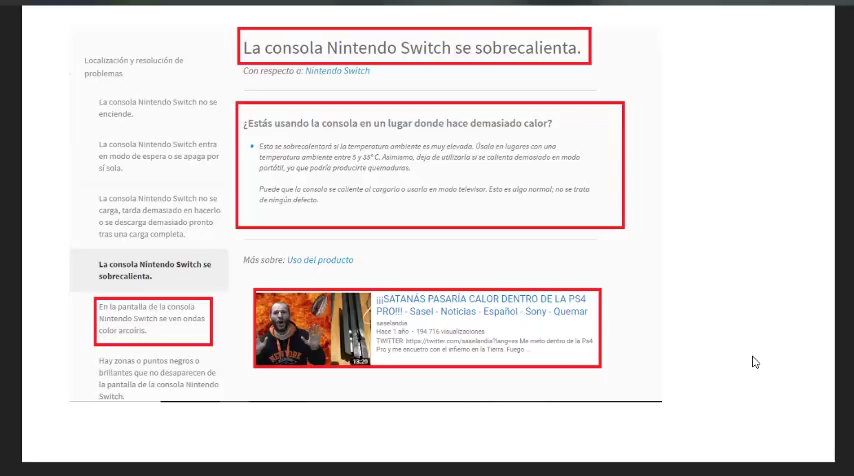 Localización y resolución de
problemas
La consola Nintendo Switch no se
enciende.
La consola Nintendo Switch entra
en modo de espera o se apaga por
sí sola.
La consola Nintendo Switch no se
carga, tarda demasiado en hacerlo
o se descarga demasiado pronto
tras una carga completa.
La consola Nintendo Switch se
sobrecalienta.
En la pantalla de la consola
Nintendo Switch se ven ondas
color arcoíris.
Hay zonas o puntos negros o
brillantes que no desaparecen de
la pantalla de la consola Nintendo
Switch.
La consola Nintendo Switch se sobrecalienta.
Con respecto a: Nintendo Switch
¿Estás usando la consola en un lugar donde hace demasiado calor?
Esta se sobrecalentará si la temperatura ambiente es muy elevada. Úsala en lugares con una
temperatura ambiente entre 5 y 35° C. Asimismo, deja de utilizarla si se calienta demasiado en modo
portátil, ya que podría producirte quemaduras.
Puede que la consola se caliente al cargarla o usarla en modo televisor. Esto es algo normal; no se trata
de ningún defecto.
Más sobre: Uso del producto
¡¡¡SATANÁS PASARÍA CALOR DENTRO DE LA PS4
PRO!!! - Sasel - Noticias - Español - Sony - Quemar
saselandia
Hace 1 año - 194 716 visualizaciones
TWITTER: https://twitter.com/saselandia?lang=es Me meto dentro de la Ps4
Pro y me encuetro con el infierno en la Tierra. Fuego ...
NEW YORK
13:29